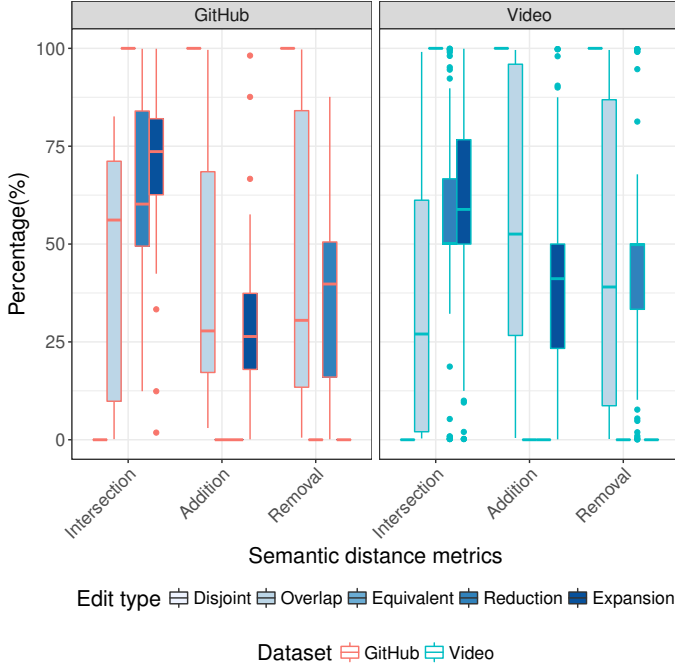 GitHub
Video
Percentage(%)
100
75
50
25
0
Intersection
Addition
Removal
Intersection
Addition
Removal
Semantic distance metrics
Edit type Disjoint Overlap Equivalent Reduction Expansion
Dataset GitHub Video